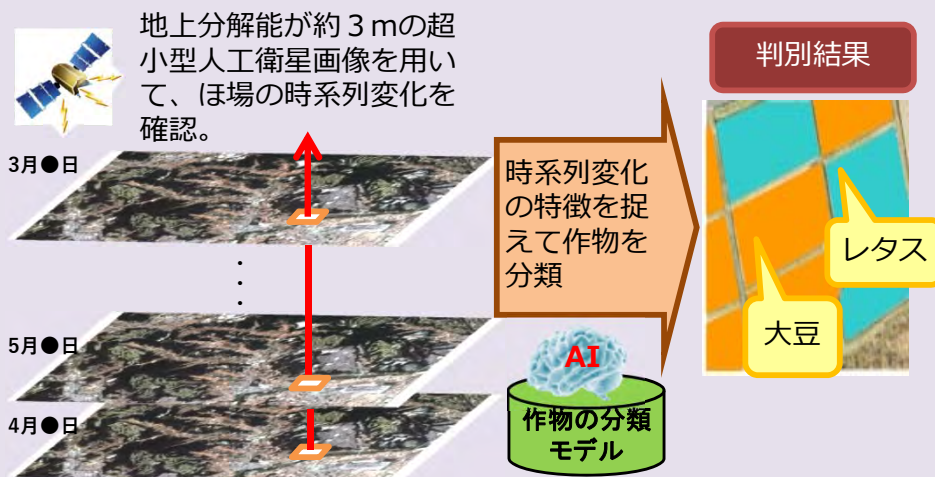 地上分解能が約３ｍの超
小型人工衛星画像を用い
て、ほ場の時系列変化を
確認。
判別結果
3月●日
時系列変化
の特徴を捉
えて作物を
分類
レタス
大豆
5月●日
AI
4月●日
作物の分類
モデル